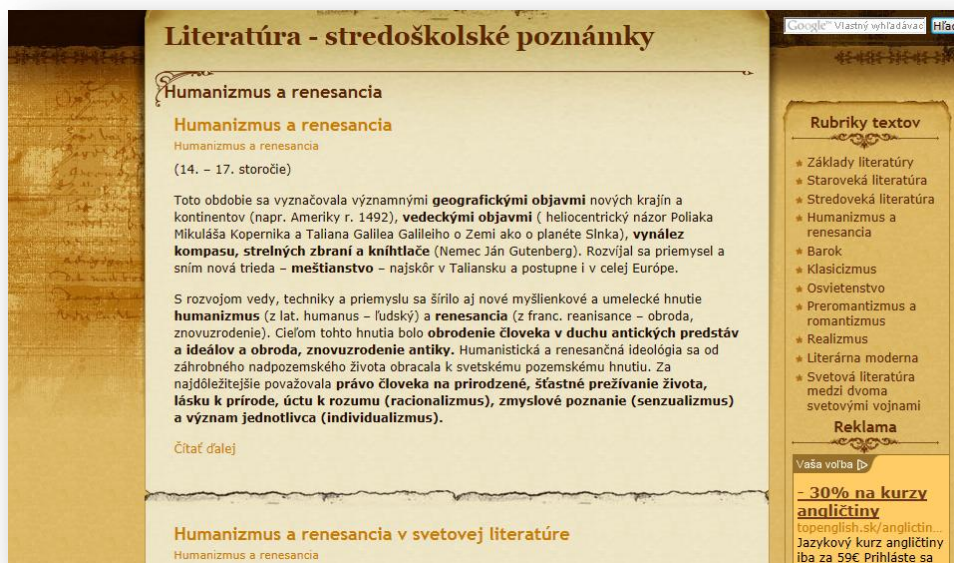 Literatúra - stredoškolské poznámky
Google™ Vlastný vyhľadávač
Hľad
Humanizmus a renesancia
Humanizmus a renesancia
Humanizmus a renesancia
(14. – 17. storočie)
Toto obdobie sa vyznačovala významnými geografickými objavmi nových krajín a
kontinentov (napr. Ameriky r. 1492), vedeckými objavmi ( heliocentrický názor Poliaka
Mikuláša Kopernika a Taliana Galilea Galileiho o Zemi ako o planéte Slnka), vynález
kompasu, strelných zbraní a kníhtlače (Nemec Ján Gutenberg). Rozvíjal sa priemysel a
sním nová trieda – meštianstvo – najskôr v Taliansku a postupne i v celej Európe.
S rozvojom vedy, techniky a priemyslu sa šírilo aj nové myšlienkové a umelecké hnutie
humanizmus (z lat. humanus – ľudský) a renesancia (z franc. reanisance – obroda,
znovuzrodenie). Cieľom tohto hnutia bolo obrodenie človeka v duchu antických predstáv
a ideálov a obroda, znovuzrodenie antiky. Humanistická a renesančná ideológia sa od
záhrobného nadpozemského života obracala k svetskému pozemskému hnutiu. Za
najdôležitejšie považovala právo človeka na prirodzené, šťastné prežívanie života,
lásku k prírode, úctu k rozumu (racionalizmus), zmyslové poznanie (senzualizmus)
a význam jednotlivca (individualizmus).
Čítať ďalej
Humanizmus a renesancia v svetovej literatúre
Humanizmus a renesancia
Rubriky textov
Základy literatúry
Staroveká literatúra
Stredoveká literatúra
Humanizmus a
renesancia
Barok
Klasicizmus
Osvietenstvo
Preromantizmus a
romantizmus
Realizmus
Literárna moderna
Svetová literatúra
medzi dvoma
svetovými vojnami
Reklama
Vaša voľba
- 30% na kurzy
angličtiny
topenglish.sk/anglictin...
Jazykový kurz angličtiny
iba za 59€ Prihláste sa